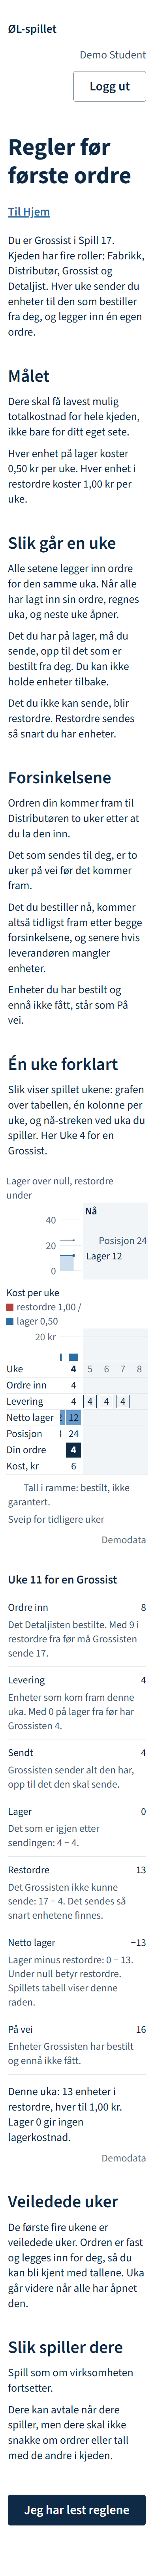 ØL-spillet
Demo Student
Logg ut
Regler før
første ordre
Til Hjem
Du er Grossist i Spill 17.
Kjeden har fire roller: Fabrikk,
Distributør, Grossist og
Detaljist. Hver uke sender du
enheter til den som bestiller
fra deg, og legger inn én egen
ordre.
Målet
Dere skal få lavest mulig
totalkostnad for hele kjeden,
ikke bare for ditt eget sete.
Hver enhet på lager koster
0,50 kr per uke. Hver enhet i
restordre koster 1,00 kr per
uke.
Slik går en uke
Alle setene legger inn ordre
for den samme uka. Når alle
har lagt inn sin ordre, regnes
uka, og neste uke åpner.
Det du har på lager, må du
sende, opp til det som er
bestilt fra deg. Du kan ikke
holde enheter tilbake.
Det du ikke kan sende, blir
restordre. Restordre sendes
så snart du har enheter.
Forsinkelsene
Ordren din kommer fram til
Distributøren to uker etter at
du la den inn.
Det som sendes til deg, er to
uker på vei før det kommer
fram.
Det du bestiller nå, kommer
altså tidligst fram etter begge
forsinkelsene, og senere hvis
leverandøren mangler
enheter.
Enheter du har bestilt og
ennå ikke fått, står som På
vei.
Én uke forklart
Slik viser spillet ukene: grafen
over tabellen, én kolonne per
uke, og nå-streken ved uka du
spiller. Her Uke 4 for en
Grossist.
Lager over null, restordre
under
Nå
40
Posisjon 24
20
Lager 12
0
Kost per uke
restordre 1,00 /
lager 0,50
20 kr
Uke 4 5 6 7 8
Ordre inn 4
Levering 4 4 4 4
Netto lager 12
Posisjon 24
Din ordre 4
Kost, kr 6
Tall i ramme: bestilt, ikke
garantert.
Sveip for tidligere uker
Demodata
Uke 11 for en Grossist
Ordre inn 8
Det Detaljisten bestilte. Med 9 i
restordre fra før må Grossisten
sende 17.
Levering 4
Enheter som kom fram denne
uka. Med 0 på lager fra før har
Grossisten 4.
Sendt 4
Grossisten sender alt den har,
opp til det den skal sende.
Lager 0
Det som er igjen etter
sendingen: 4 − 4.
Restordre 13
Det Grossisten ikke kunne
sende: 17 − 4. Det sendes så
snart enhetene finnes.
Netto lager −13
Lager minus restordre: 0 − 13.
Under null betyr restordre.
Spillets tabell viser denne
raden.
På vei 16
Enheter Grossisten har bestilt
og ennå ikke fått.
Denne uka: 13 enheter i
restordre, hver til 1,00 kr.
Lager 0 gir ingen
lagerkostnad.
Demodata
Veiledede uker
De første fire ukene er
veiledede uker. Ordren er fast
og legges inn for deg, så du
kan bli kjent med tallene. Uka
går videre når alle har åpnet
den.
Slik spiller dere
Spill som om virksomheten
fortsetter.
Dere kan avtale når dere
spiller, men dere skal ikke
snakke om ordrer eller tall
med de andre i kjeden.
Jeg har lest reglene